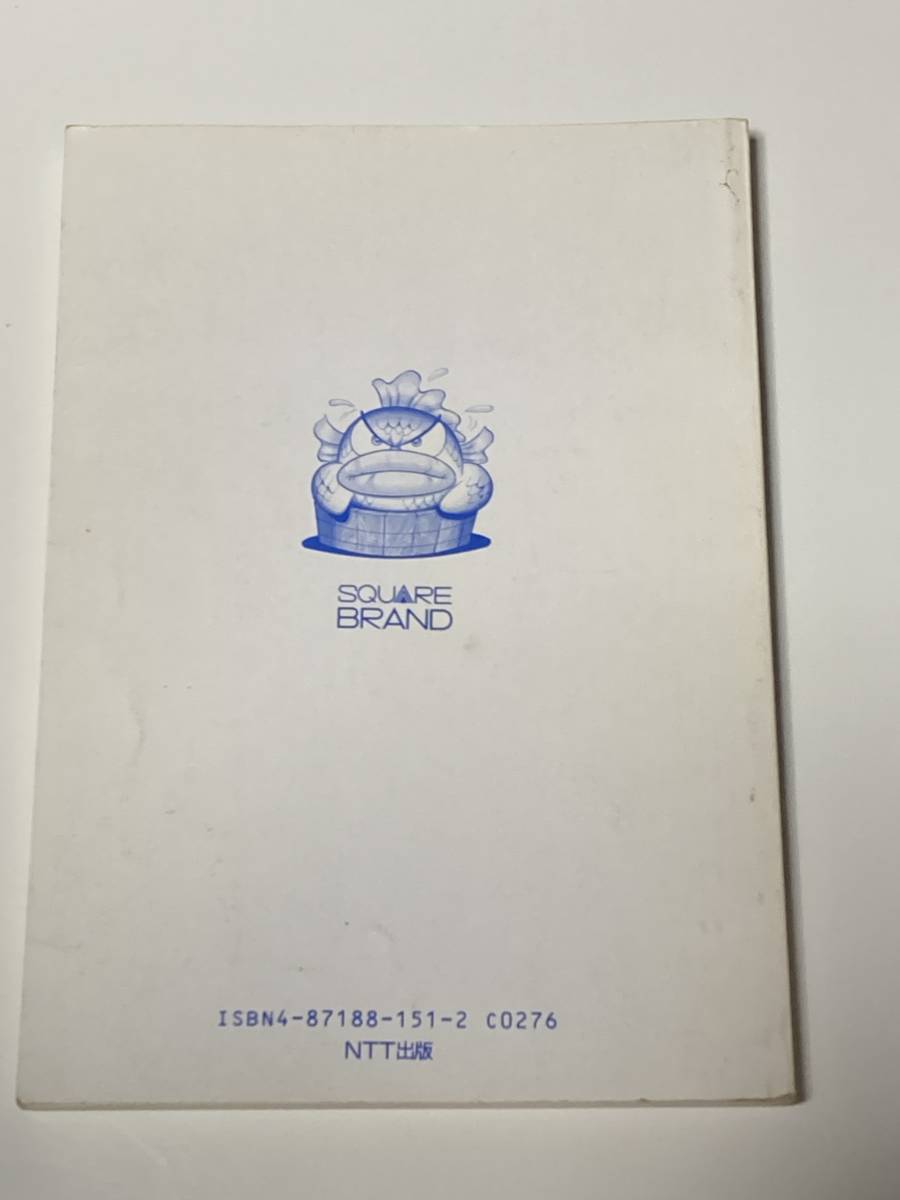 SQUARE
BRAND
ISBN4-87188-151-2 C0276
NTT出版